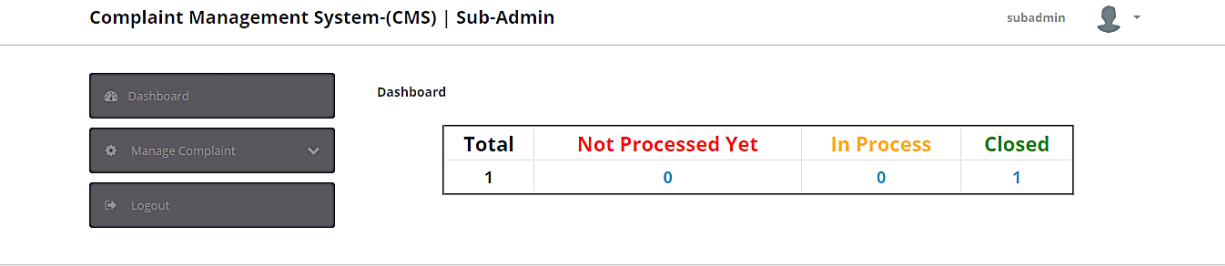 Complaint Management System-(CMS) | Sub-Admin
subadmin
Dashboard
Manage Complaint
Logout
Dashboard
Total Not Processed Yet In Process Closed
1 0 0 1